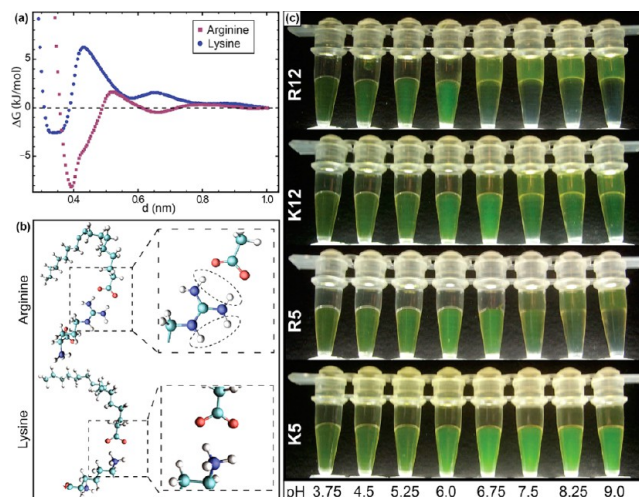 (a)
Arginine
Lysine
ΔG (kJ/mol)
5
0
-5
0.4
0.6
0.8
1.0
d (nm)
(b)
Arginine
Lysine
(c)
R12
K12
R5
K5
pH 3.75 4.5 5.25 6.0 6.75 7.5 8.25 9.0